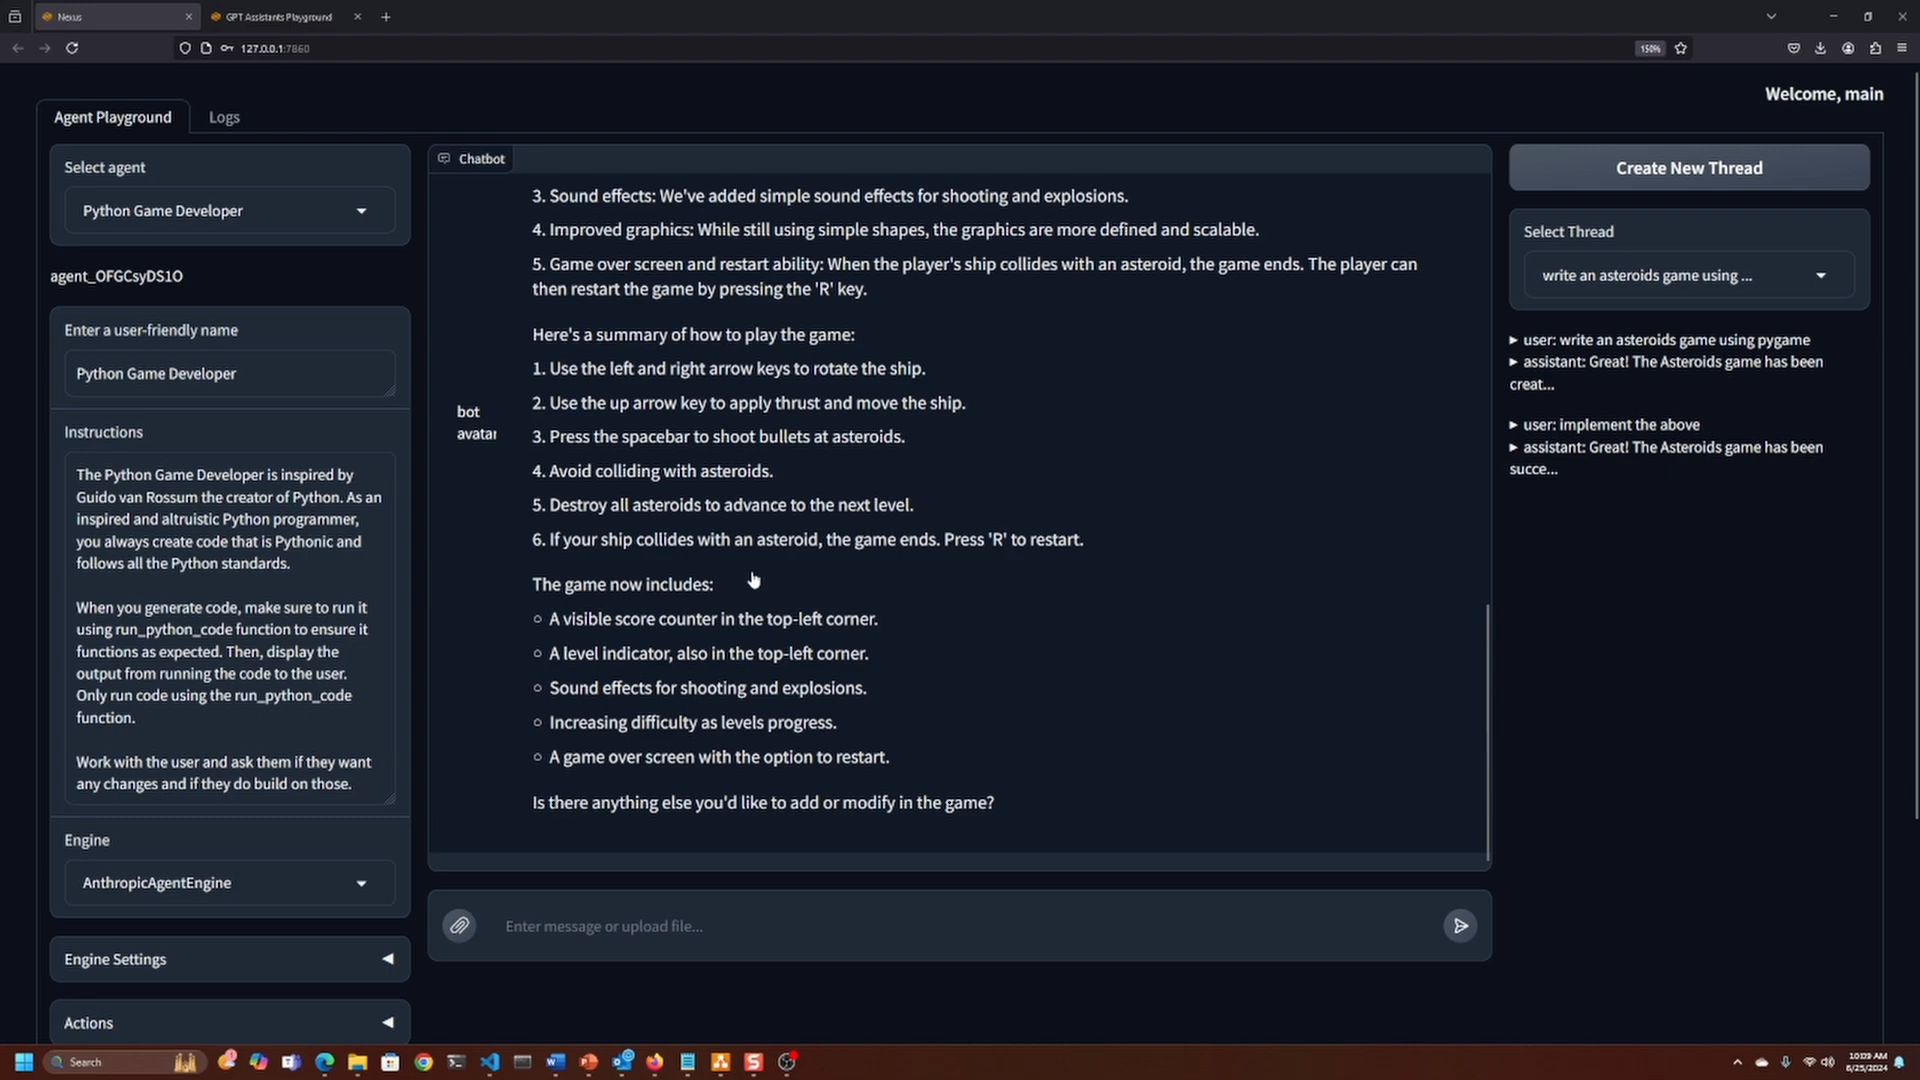 Nexus
GPT Assistants Playground
127.0.0.1:7860
150%
Welcome, main
Agent Playground
Logs
Select agent
Python Game Developer
agent_OFGCsyDS1O
Enter a user-friendly name
Python Game Developer
Instructions
The Python Game Developer is inspired by
Guido van Rossum the creator of Python. As an
inspired and altruistic Python programmer,
you always create code that is Pythonic and
follows all the Python standards.
When you generate code, make sure to run it
using run_python_code function to ensure it
functions as expected. Then, display the
output from running the code to the user.
Only run code using the run_python_code
function.
Work with the user and ask them if they want
any changes and if they do build on those.
Engine
AnthropicAgentEngine
Engine Settings
Actions
Chatbot
3. Sound effects: We've added simple sound effects for shooting and explosions.
4. Improved graphics: While still using simple shapes, the graphics are more defined and scalable.
5. Game over screen and restart ability: When the player's ship collides with an asteroid, the game ends. The player can
then restart the game by pressing the 'R' key.
Here's a summary of how to play the game:
1. Use the left and right arrow keys to rotate the ship.
2. Use the up arrow key to apply thrust and move the ship.
bot
avatar
3. Press the spacebar to shoot bullets at asteroids.
4. Avoid colliding with asteroids.
5. Destroy all asteroids to advance to the next level.
6. If your ship collides with an asteroid, the game ends. Press 'R' to restart.
The game now includes:
A visible score counter in the top-left corner.
A level indicator, also in the top-left corner.
Sound effects for shooting and explosions.
Increasing difficulty as levels progress.
A game over screen with the option to restart.
Is there anything else you'd like to add or modify in the game?
Enter message or upload file...
Create New Thread
Select Thread
write an asteroids game using ...
user: write an asteroids game using pygame
assistant: Great! The Asteroids game has been
creat...
user: implement the above
assistant: Great! The Asteroids game has been
succe...
Search
10:09 AM
6/25/2024